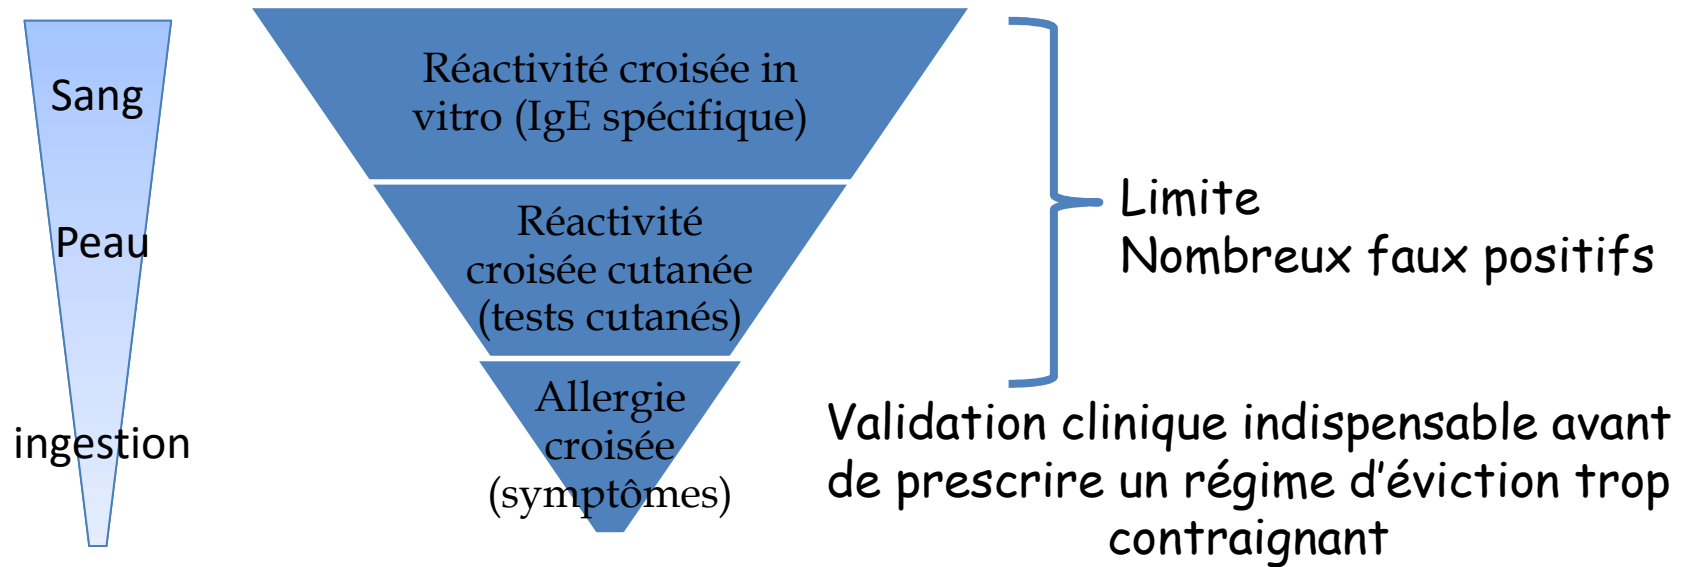 Sang
Peau
ingestion
Réactivité croisée in
vitro (IgE spécifique)
Réactivité
croisée cutanée
(tests cutanés)
Allergie
croisée
(symptômes)
Limite
Nombreux faux positifs
Validation clinique indispensable avant
de prescrire un régime d'éviction trop
contraignant